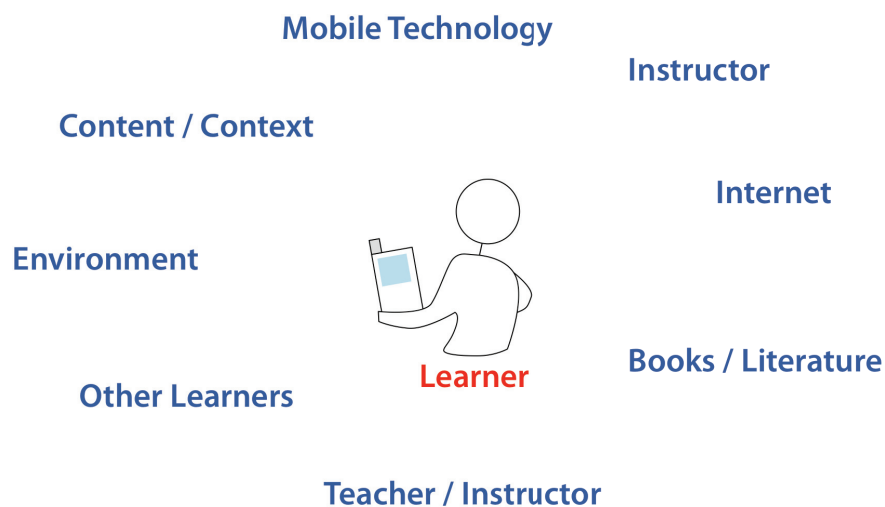 Mobile Technology
Instructor
Content / Context
Internet
Environment
Books / Literature
Learner
Other Learners
Teacher / Instructor